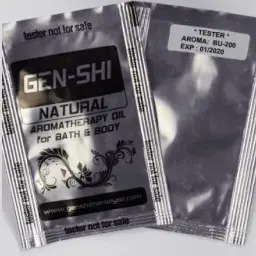 tester not for sale
GEN-SHI
NATURAL
AROMATHERAPY OIL
for BATH & BODY
tester not for sale
* TESTER *
AROMA: BU-200
EXP : 01/2020